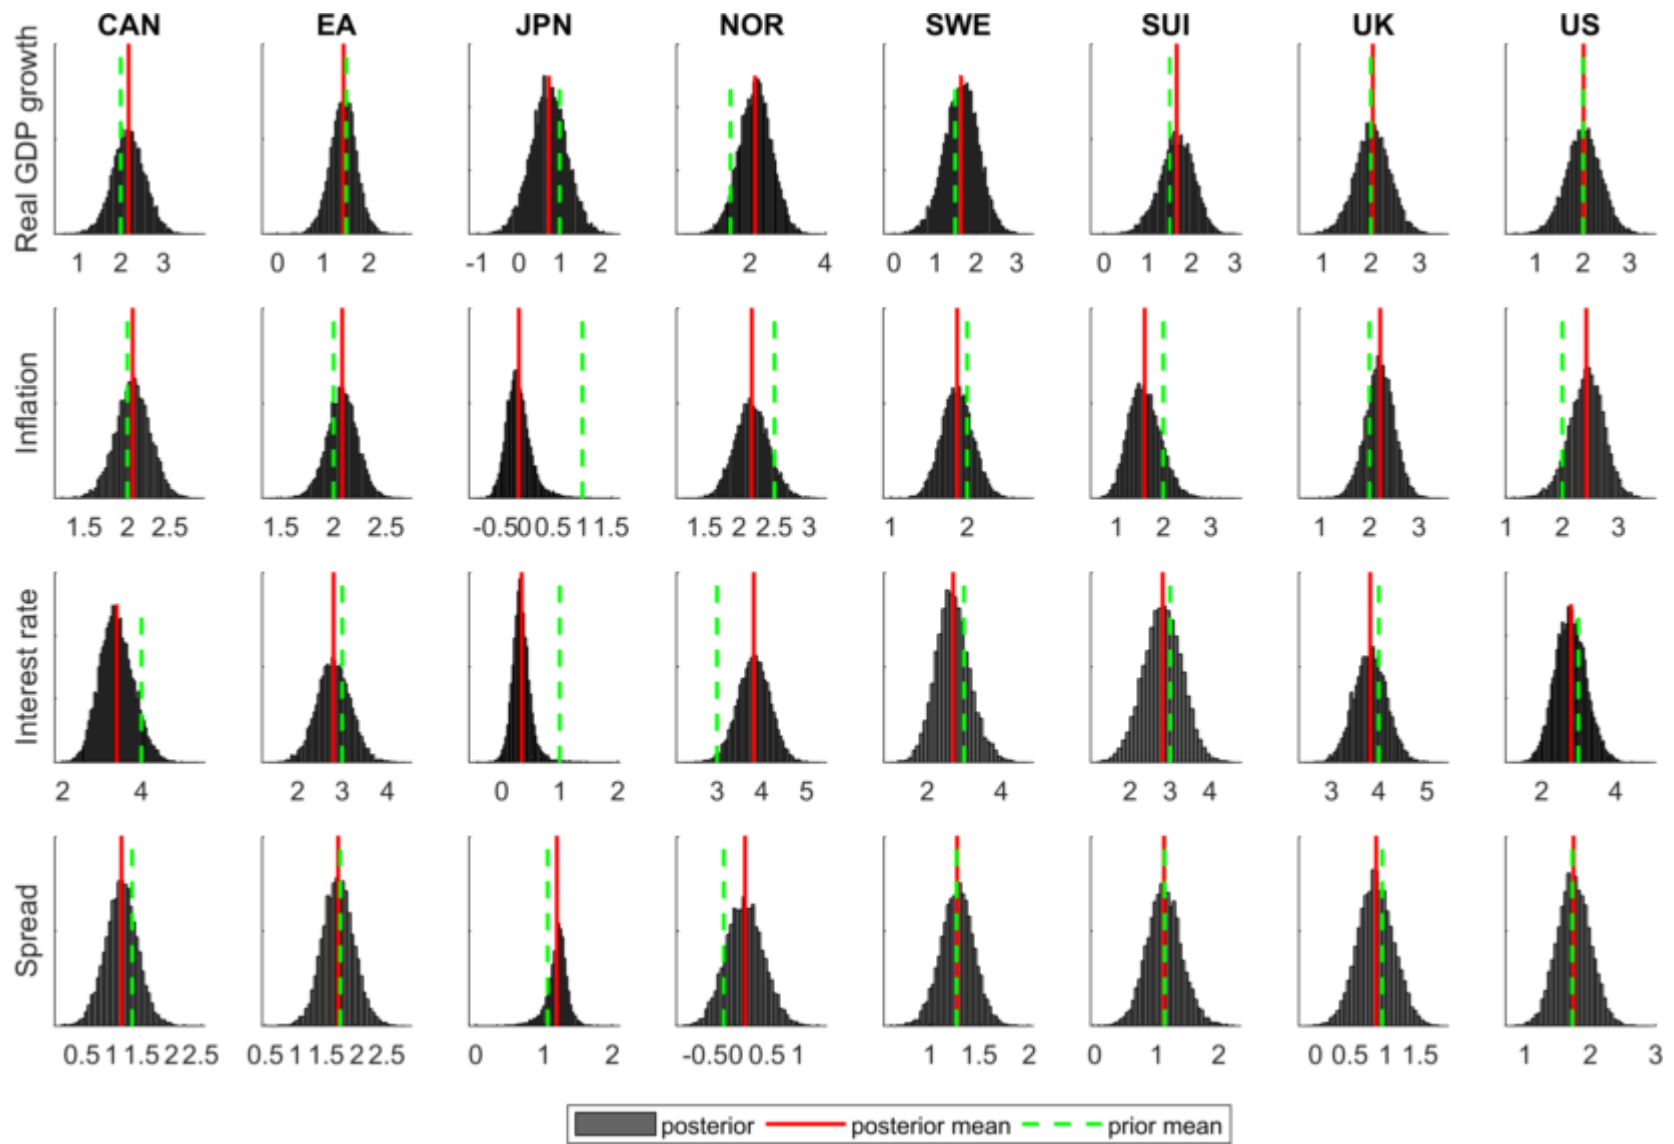 CAN EA JPN NOR SWE SUI UK US
Real GDP growth
1 2 3 0 1 2 -1 0 1 2 2 4 0 1 2 3 0 1 2 3 1 2 3 1 2 3
Inflation
1.5 2 2.5 1.5 2 2.5 -0.50 0.5 1 1.5 1.5 2 2.5 3 1 2 1 2 3 1 2 3 1 2 3
Interest rate
2 4 2 3 4 0 1 2 3 4 5 2 4 2 3 4 3 4 5 2 4
Spread
0.5 1 1.5 2 2.5 0.5 1 1.5 2 2.5 0 1 2 -0.50 0.5 1 1 1.5 2 0 1 2 0 0.5 1 1.5 1 2 3
posterior posterior mean prior mean